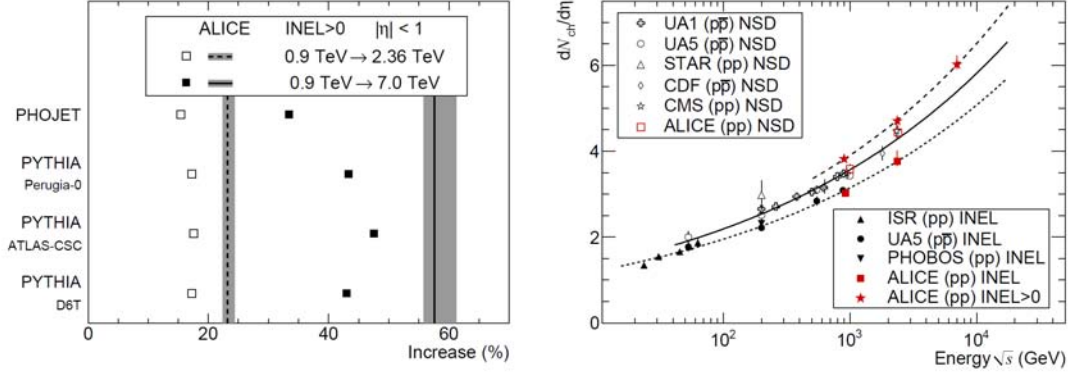 ALICE INEL>0 |η| < 1
0.9 TeV → 2.36 TeV
0.9 TeV → 7.0 TeV
PHOJET
PYTHIA
Perugia-0
PYTHIA
ATLAS-CSC
PYTHIA
D6T
0 20 40 60
Increase (%)
dN_ch/dη
UA1 (pp̅) NSD
UA5 (pp̅) NSD
STAR (pp) NSD
CDF (pp̅) NSD
CMS (pp) NSD
ALICE (pp) NSD
ISR (pp) INEL
UA5 (pp̅) INEL
PHOBOS (pp) INEL
ALICE (pp) INEL
ALICE (pp) INEL>0
6
4
2
0
10² 10³ 10⁴
Energy √s (GeV)